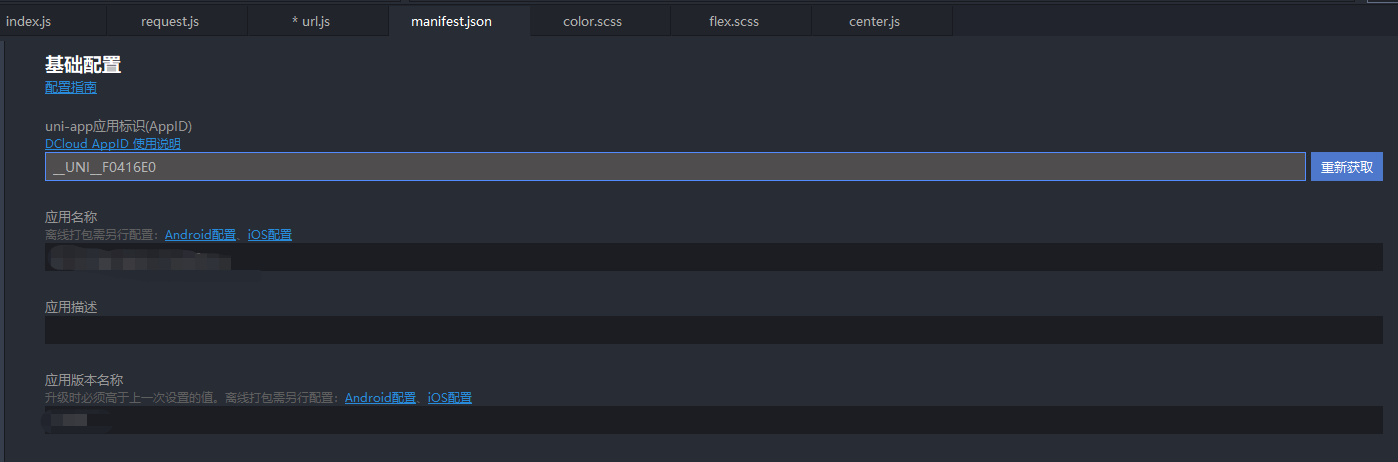 index.js request.js * url.js manifest.json color.scss flex.scss center.js
基础配置
配置指南
uni-app应用标识(AppID)
DCloud AppID 使用说明
__UNI__F0416E0 重新获取
应用名称
离线打包需另行配置：Android配置、iOS配置
应用描述
应用版本名称
升级时必须高于上一次设置的值。离线打包需另行配置：Android配置、iOS配置